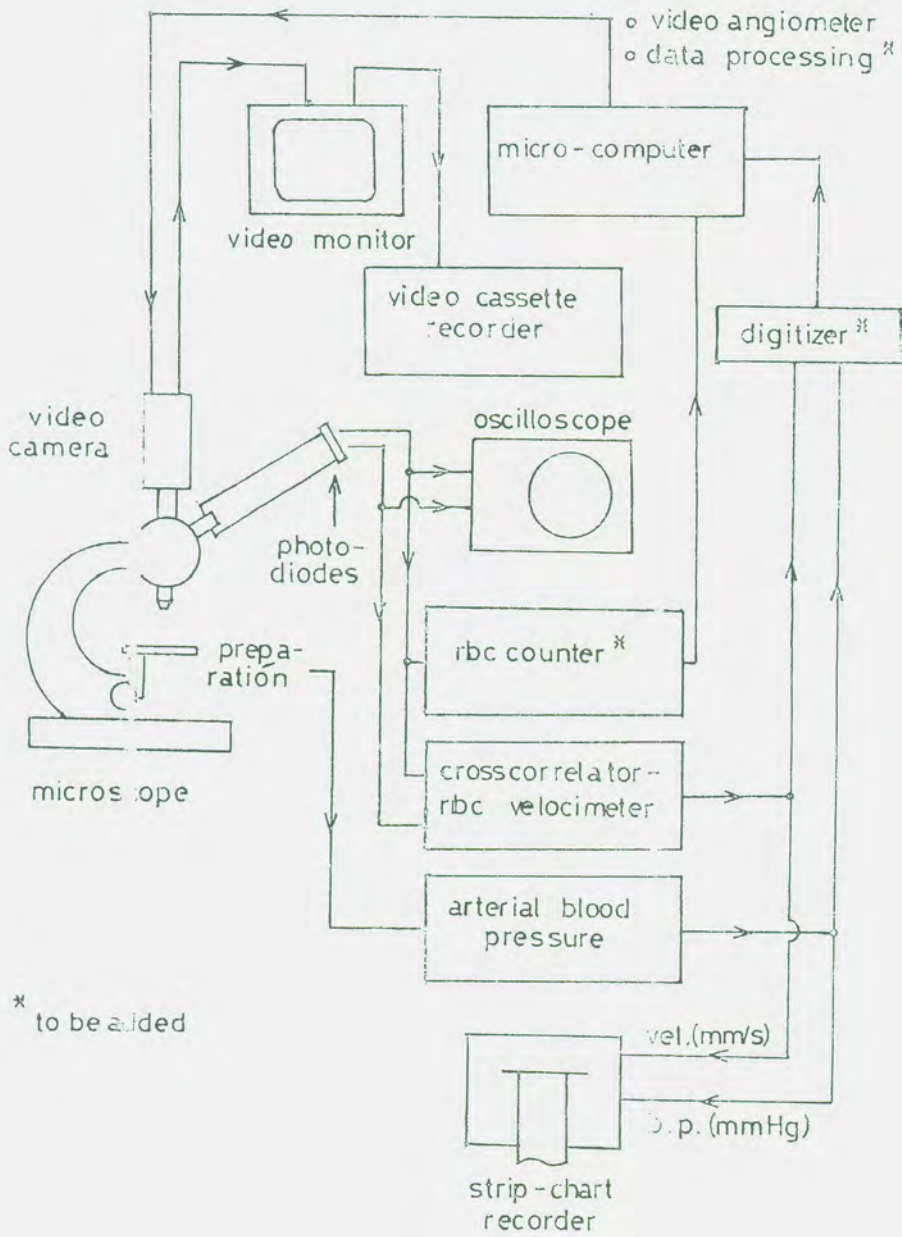 o video angiometer
o data processing *
micro-computer
video monitor
video cassette
recorder
digitizer *
video
camera
oscilloscope
photo-
diodes
rbc counter *
prepa-
ration
crosscorrelator-
rbc velocimeter
microscope
arterial blood
pressure
* to be added
vel.(mm/s)
b.p.(mmHg)
strip-chart
recorder